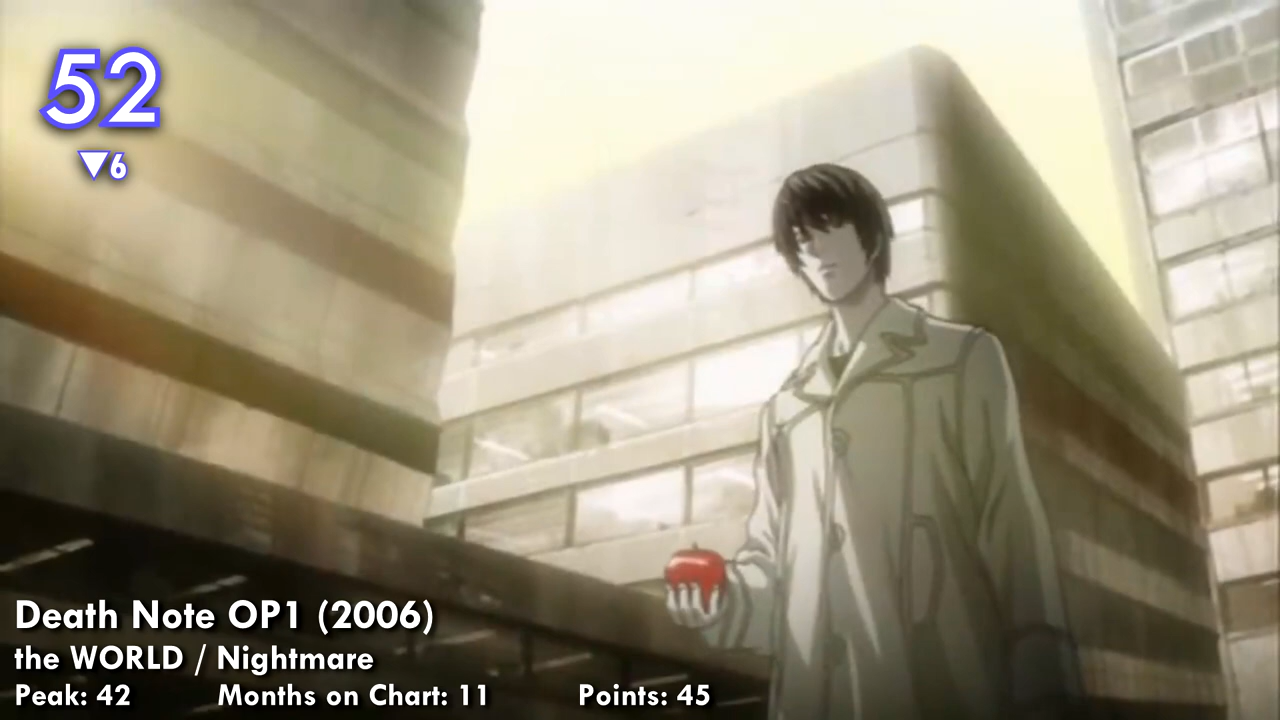 52
▼6
Death Note OP1 (2006)
the WORLD / Nightmare
Peak: 42 Months on Chart: 11 Points: 45